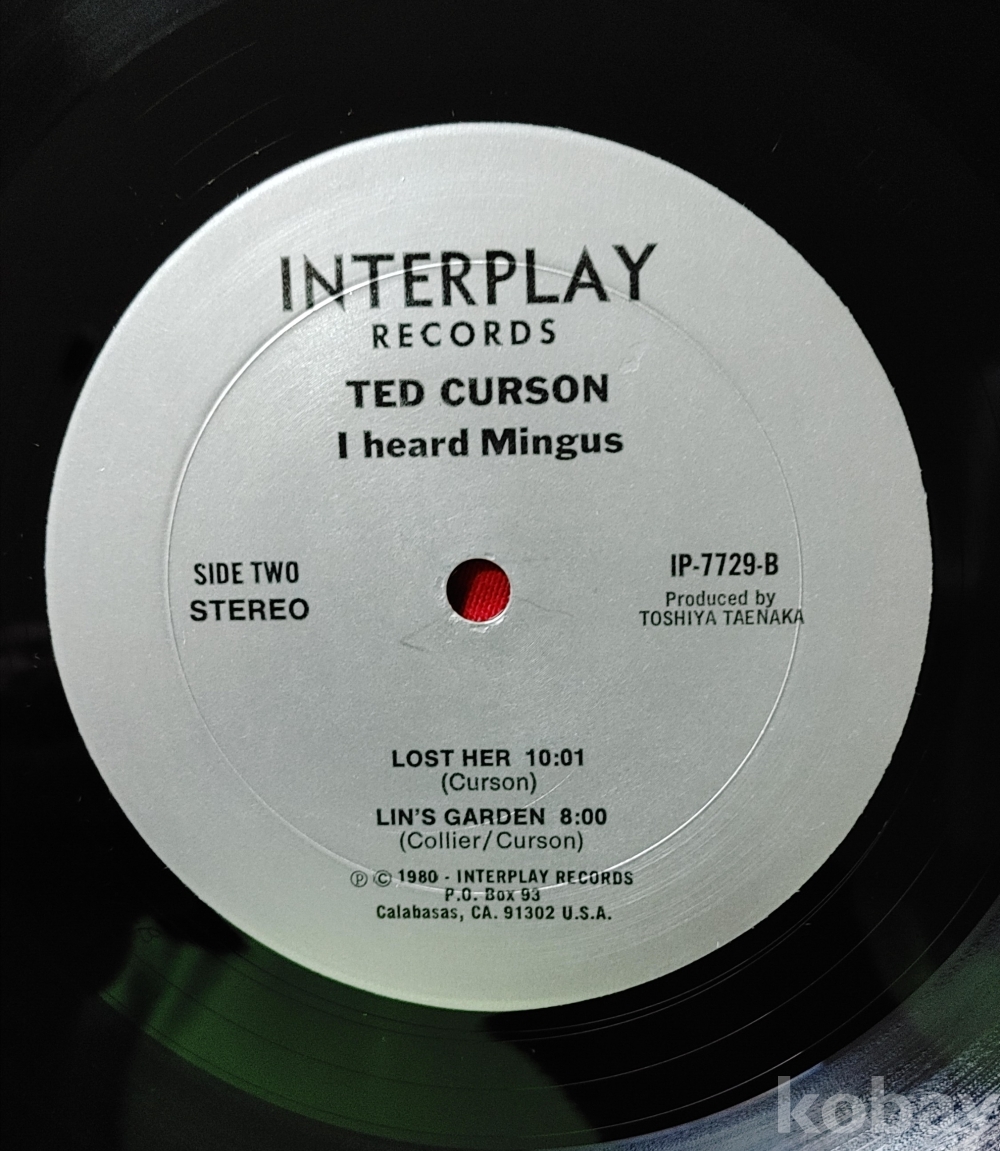 INTERPLAY
RECORDS
TED CURSON
I heard Mingus
SIDE TWO
STEREO
IP-7729-B
Produced by
TOSHIYA TAENAKA
LOST HER 10:01
(Curson)
LIN'S GARDEN 8:00
(Collier/Curson)
℗ © 1980 - INTERPLAY RECORDS
P.O. Box 93
Calabasas, CA. 91302 U.S.A.